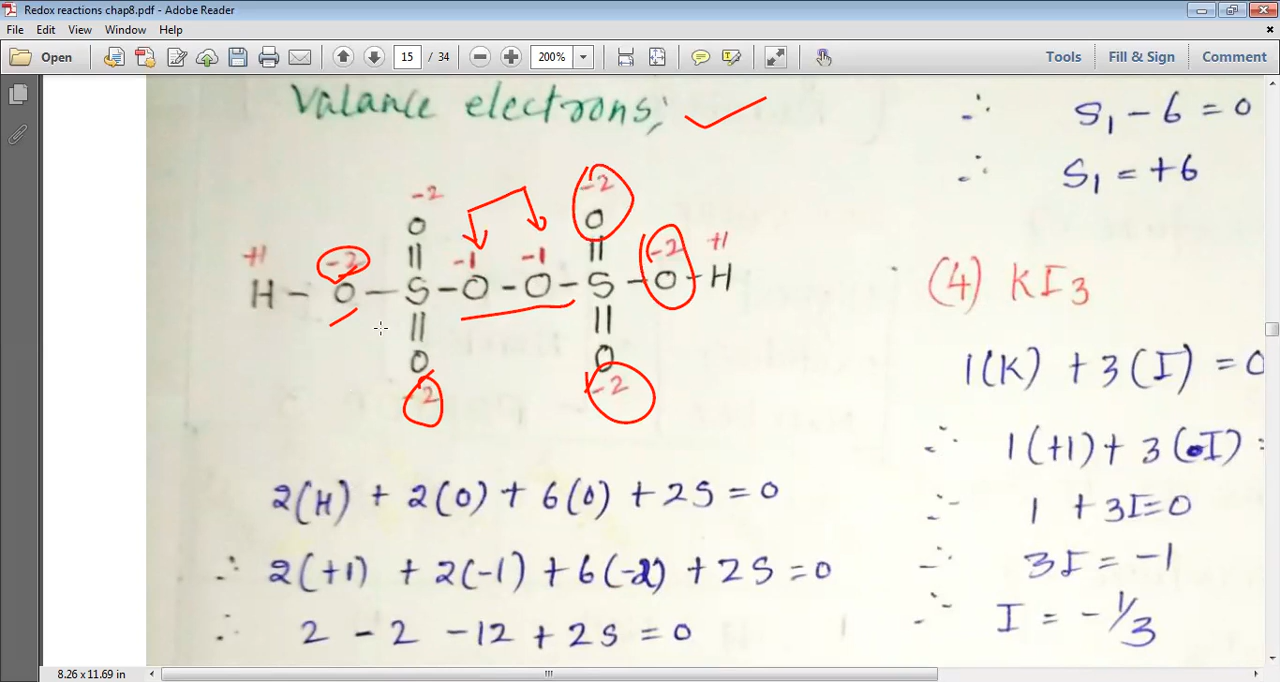 Redox reactions chap8.pdf - Adobe Reader
File Edit View Window Help
Open 15 / 34 200% Tools Fill & Sign Comment
Valance electrons;
-2 -2
O O
+1 -2 -1 -1 -2 +1
H - O - S - O - O - S - O - H
O O
-2 -2
2(H) + 2(O) + 6(O) + 2S = 0
∴ 2(+1) + 2(-1) + 6(-2) + 2S = 0
∴ 2 - 2 - 12 + 2S = 0
∴ S₁ - 6 = 0
∴ S₁ = +6
(4) KI3
1(K) + 3(I) = 0
∴ 1(+1) + 3(I) =
∴ 1 + 3I = 0
∴ 3I = -1
∴ I = -1/3
8.26 x 11.69 in